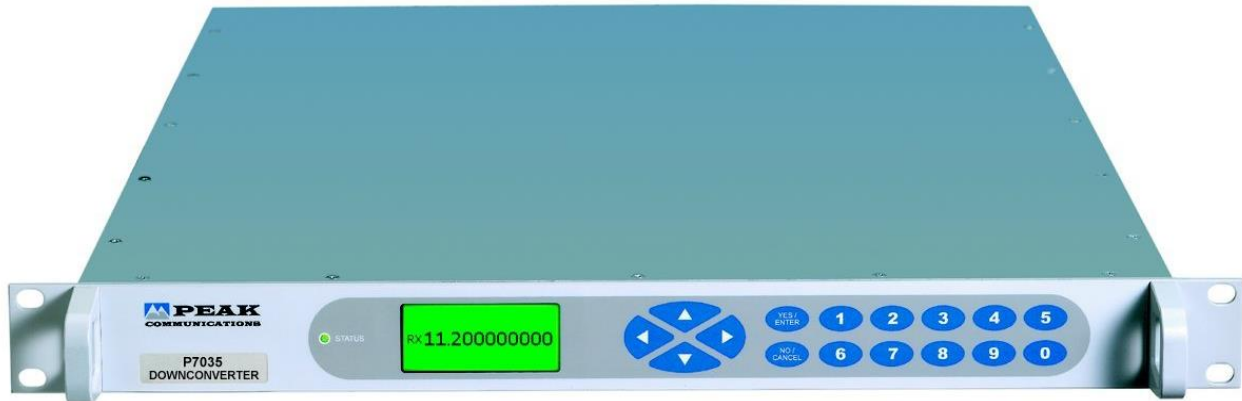 PEAK
COMMUNICATIONS
P7035
DOWNCONVERTER
STATUS
RX11.200000000
YES /
ENTER
1
2
3
4
5
NO /
CANCEL
6
7
8
9
0